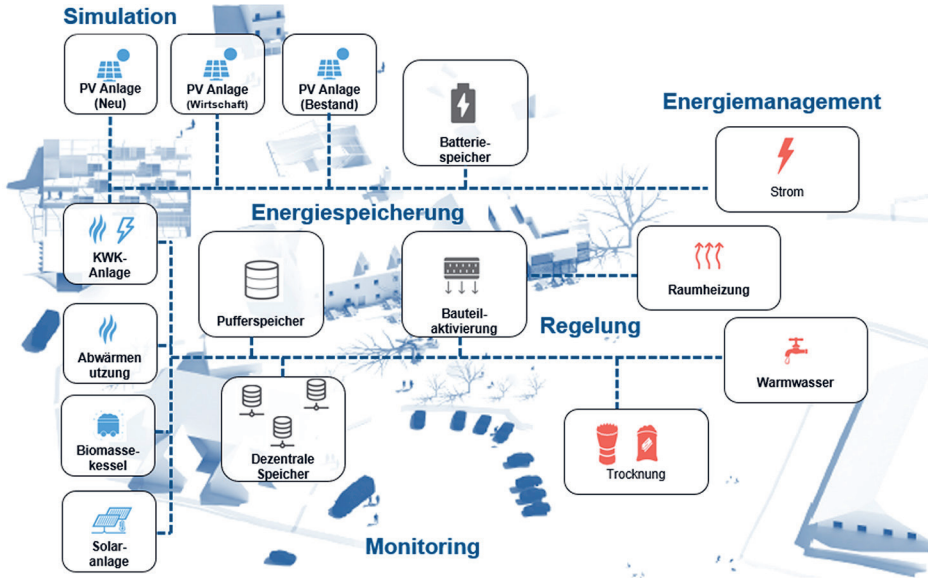 Simulation
PV Anlage
(Neu)
PV Anlage
(Wirtschaft)
PV Anlage
(Bestand)
Batterie-
speicher
Energiemanagement
Strom
Energiespeicherung
KWK-
Anlage
Pufferspeicher
Bauteil-
aktivierung
Raumheizung
Regelung
Abwärmen
utzung
Warmwasser
Biomasse-
kessel
Dezentrale
Speicher
Trocknung
Solar-
anlage
Monitoring